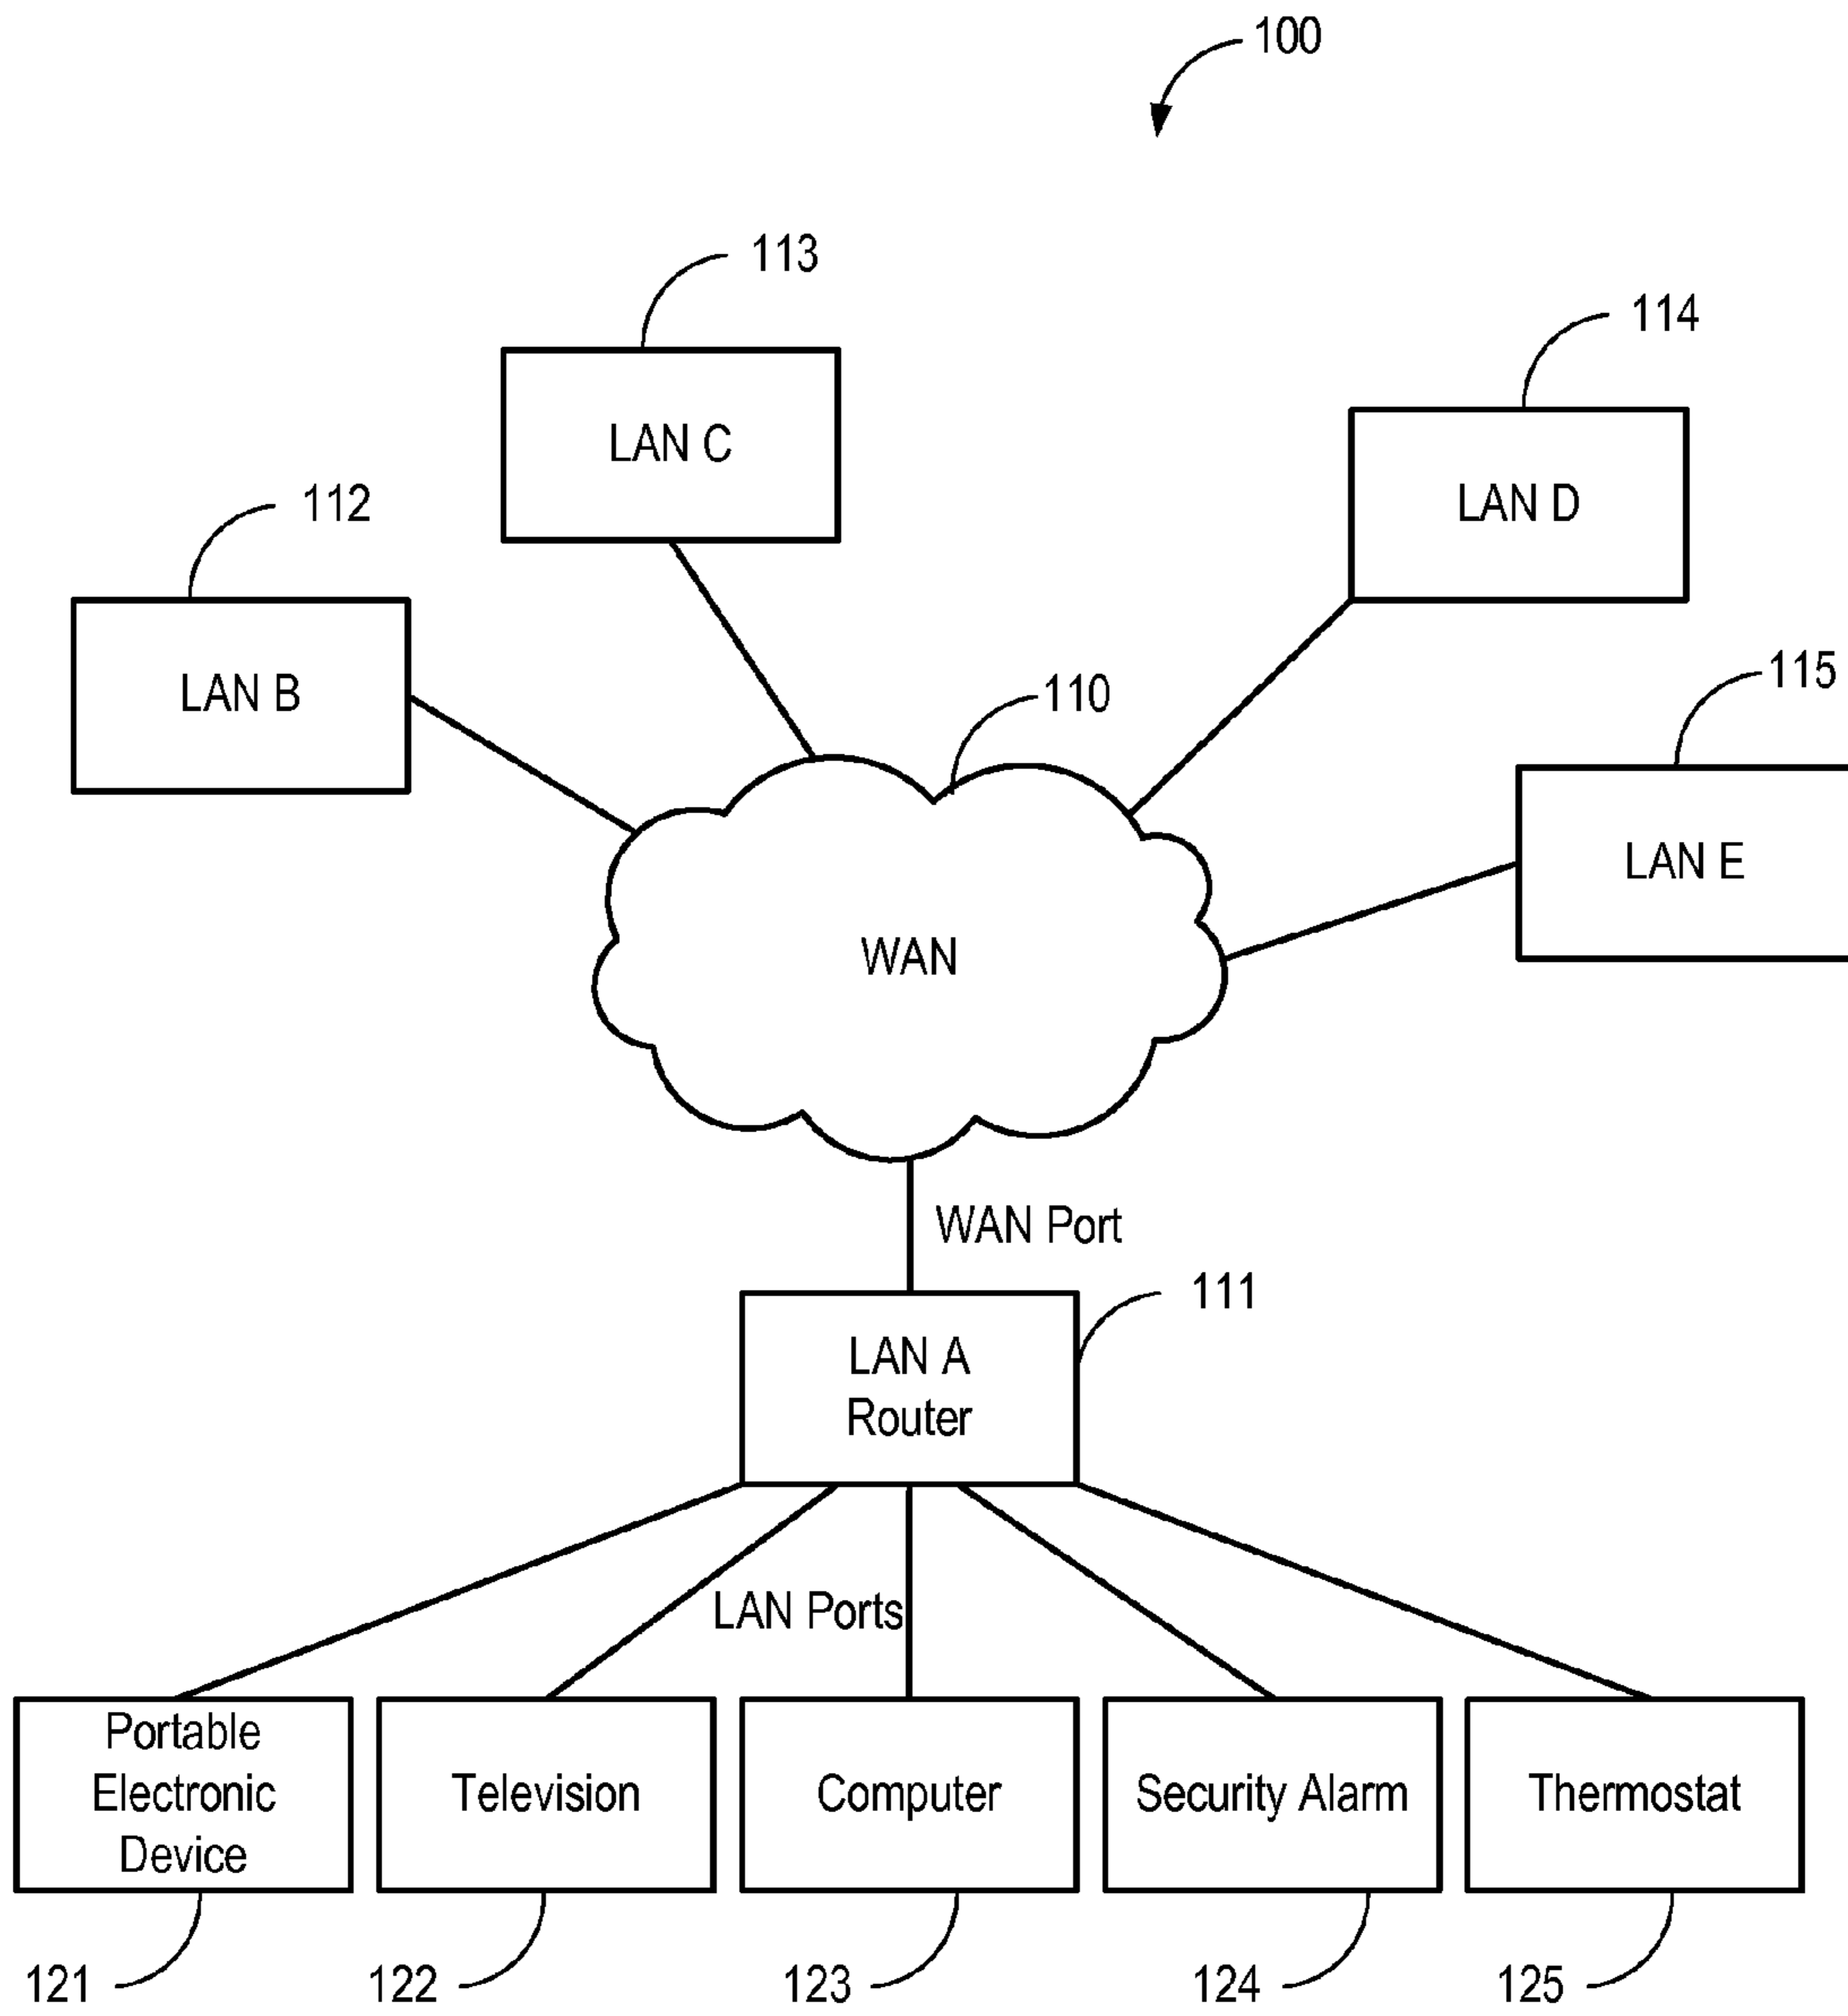 100
113
114
LAN C
112
LAN D
115
LAN B
110
LAN E
WAN
WAN Port
111
LAN A
Router
LAN Ports
Portable
Electronic
Device
Television
Computer
Security Alarm
Thermostat
121
122
123
124
125